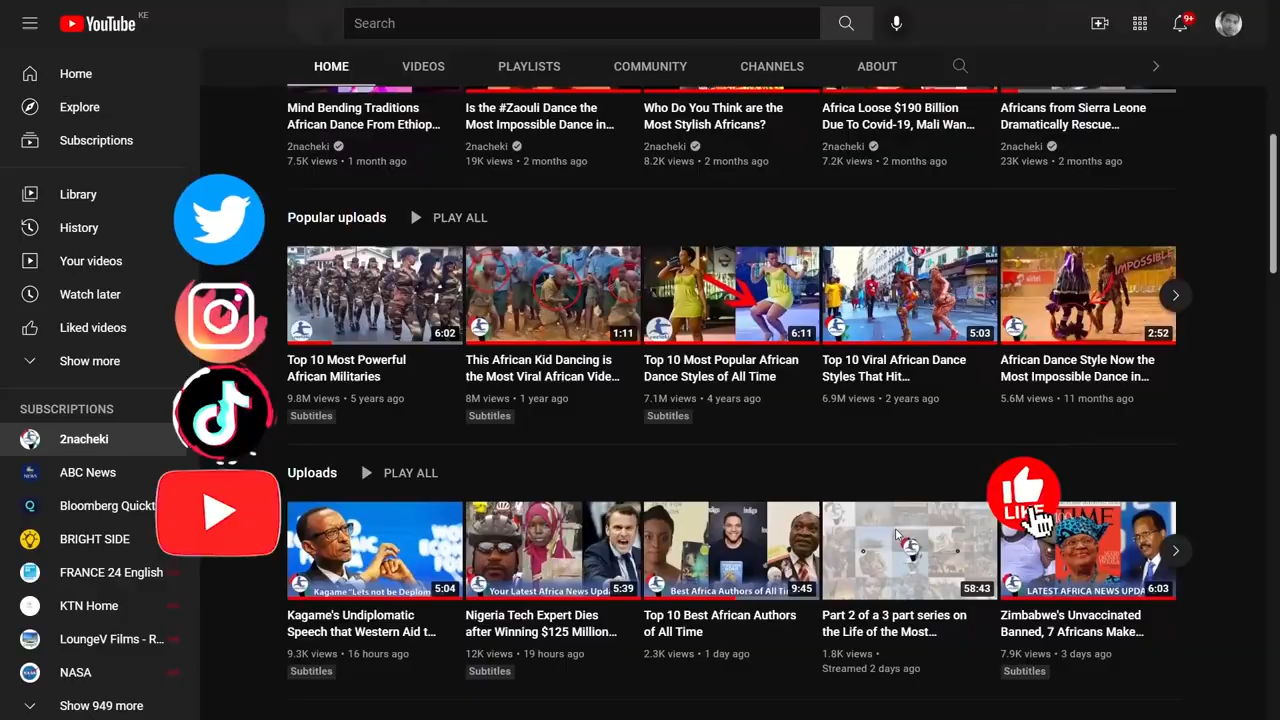 YouTube KE
Search
9+
Home
Explore
Subscriptions
Library
History
Your videos
Watch later
Liked videos
Show more
SUBSCRIPTIONS
2nacheki
ABC News
Bloomberg Quickt
BRIGHT SIDE
FRANCE 24 English
KTN Home
LoungeV Films - R...
NASA
Show 949 more
HOME VIDEOS PLAYLISTS COMMUNITY CHANNELS ABOUT
Mind Bending Traditions
African Dance From Ethiop...
2nacheki
7.5K views • 1 month ago
Is the #Zaouli Dance the
Most Impossible Dance in...
2nacheki
19K views • 2 months ago
Who Do You Think are the
Most Stylish Africans?
2nacheki
8.2K views • 2 months ago
Africa Loose $190 Billion
Due To Covid-19, Mali Wan...
2nacheki
7.2K views • 2 months ago
Africans from Sierra Leone
Dramatically Rescue...
2nacheki
23K views • 2 months ago
Popular uploads PLAY ALL
6:02
Top 10 Most Powerful
African Militaries
9.8M views • 5 years ago
Subtitles
1:11
This African Kid Dancing is
the Most Viral African Vide...
8M views • 1 year ago
Subtitles
6:11
Top 10 Most Popular African
Dance Styles of All Time
7.1M views • 4 years ago
Subtitles
5:03
Top 10 Viral African Dance
Styles That Hit...
6.9M views • 2 years ago
IMPOSSIBLE
2:52
African Dance Style Now the
Most Impossible Dance in...
5.6M views • 11 months ago
Uploads PLAY ALL
Kagame "Lets not be Deplom
5:04
Kagame's Undiplomatic
Speech that Western Aid t...
9.3K views • 16 hours ago
Subtitles
Your Latest Africa News Upd
5:39
Nigeria Tech Expert Dies
after Winning $125 Million...
12K views • 19 hours ago
Subtitles
Best Africa Authors of All Ti
9:45
Top 10 Best African Authors
of All Time
2.3K views • 1 day ago
58:43
Part 2 of a 3 part series on
the Life of the Most...
1.8K views •
Streamed 2 days ago
LIKE
LATEST AFRICA NEWS UPDA
6:03
Zimbabwe's Unvaccinated
Banned, 7 Africans Make...
7.9K views • 3 days ago
Subtitles